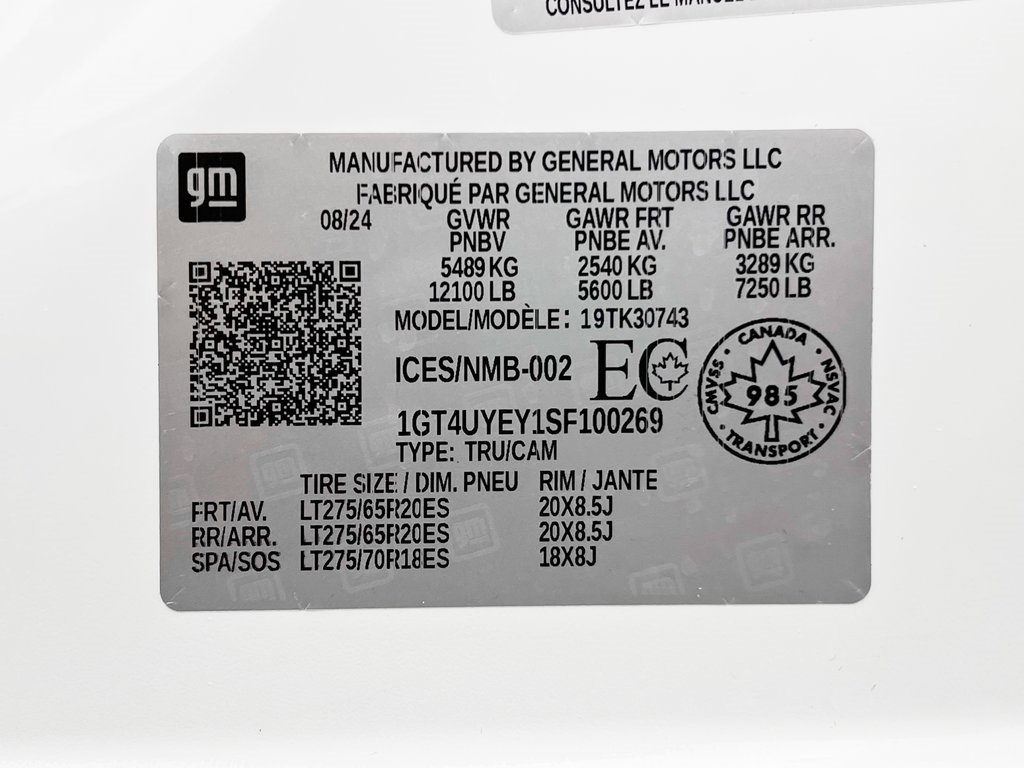 CONSULTEZ LE MANUEL
gm
MANUFACTURED BY GENERAL MOTORS LLC
FABRIQUÉ PAR GENERAL MOTORS LLC
08/24 GVWR GAWR FRT GAWR RR
PNBV PNBE AV. PNBE ARR.
5489 KG 2540 KG 3289 KG
12100 LB 5600 LB 7250 LB
MODEL/MODÈLE: 19TK30743
ICES/NMB-002 EC
CANADA
CMVSS • NSVAC
985
TRANSPORT
1GT4UYEY1SF100269
TYPE: TRU/CAM
TIRE SIZE / DIM. PNEU RIM / JANTE
FRT/AV. LT275/65R20ES 20X8.5J
RR/ARR. LT275/65R20ES 20X8.5J
SPA/SOS LT275/70R18ES 18X8J